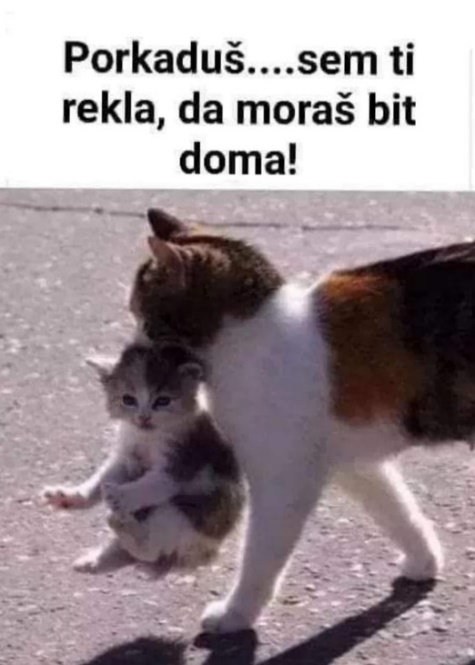 Porkaduš....sem ti
rekla, da moraš bit
doma!